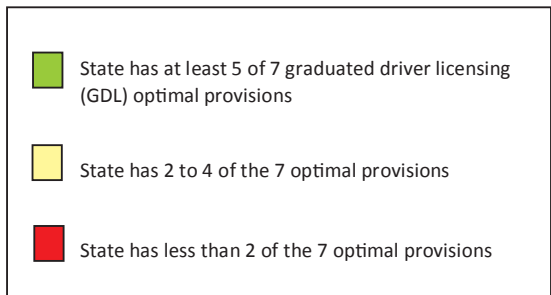 State has at least 5 of 7 graduated driver licensing
(GDL) optimal provisions
State has 2 to 4 of the 7 optimal provisions
State has less than 2 of the 7 optimal provisions